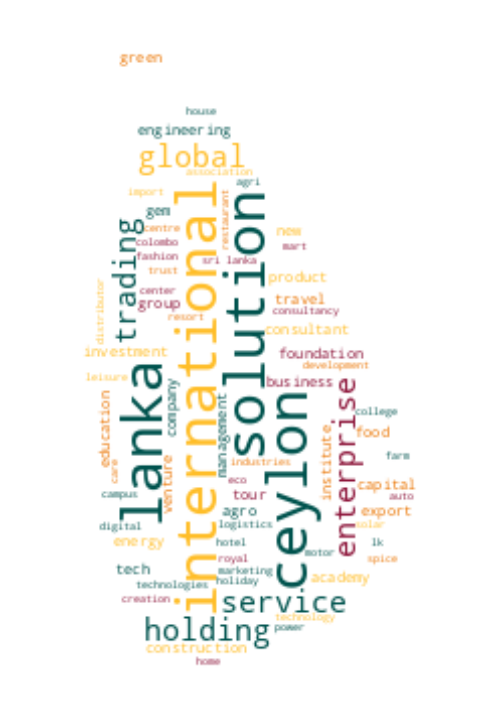 green
house
engineering
global
association
agri
import
gem
restaurant
international
solution
trading
centre
new
colombo
mart
fashion
sri lanka
trust
product
distributor
center
group
travel
consultancy
resort
consultant
investment
foundation
development
leisure
business
lanka
company
management
ceylon
enterprise
education
college
institute
food
farm
industries
care
venture
eco
capital
campus
tour
auto
agro
export
digital
logistics
solar
energy
hotel
lk
motor
royal
spice
tech
marketing
academy
technologies
holiday
creation
service
technology
holding
power
construction
home